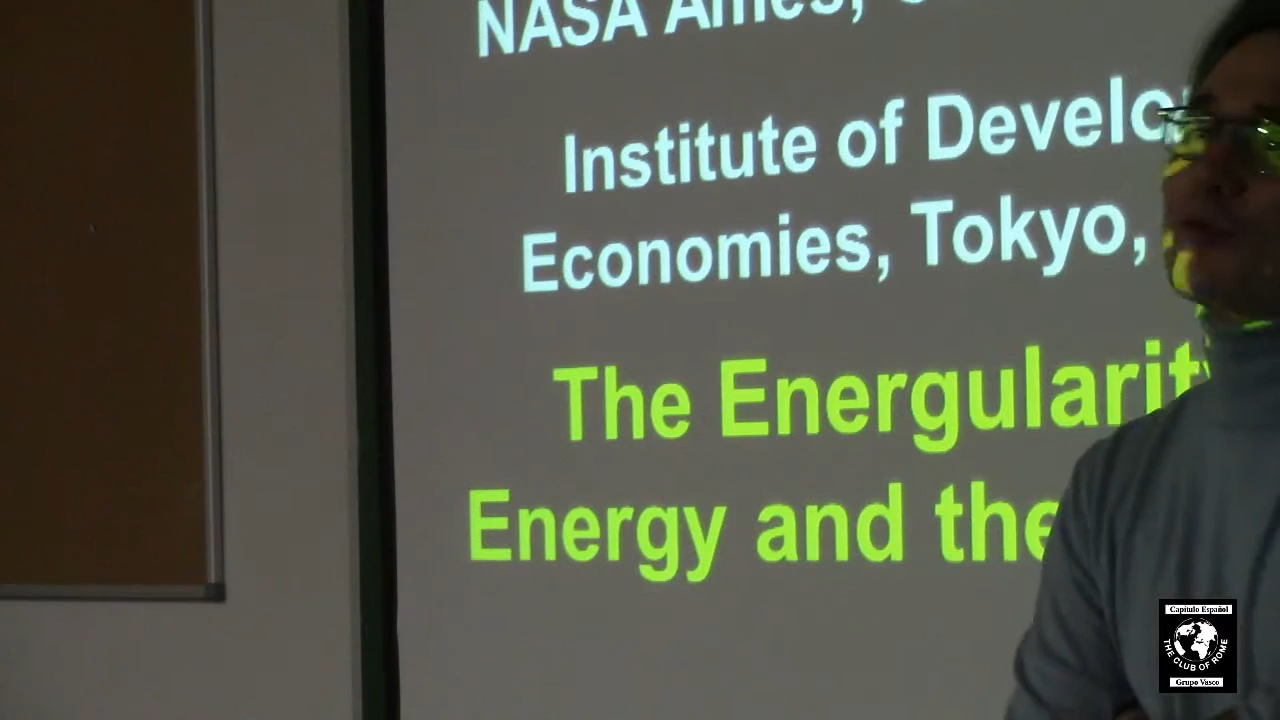 NASA Ames,
Institute of Develo
Economies, Tokyo,
The Energularity
Energy and the
Capítulo Español
THE CLUB OF ROME
Grupo Vasco